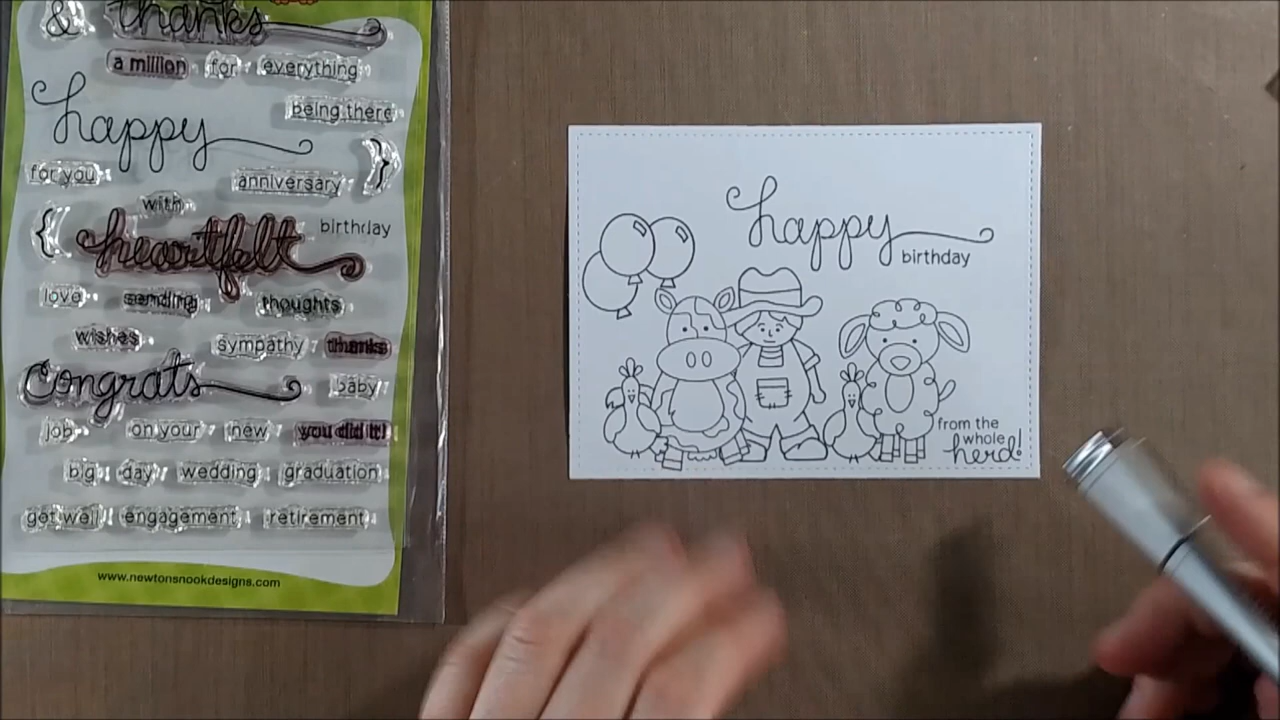 & thanks
a million for everything
being there
happy
for you anniversary }
with
{ heartfelt birthday
love sending thoughts
wishes sympathy thanks
congrats baby
job on your new you did it!
big day wedding graduation
get well engagement retirement
www.newtonsnookdesigns.com
happy
birthday
from the
whole
herd!